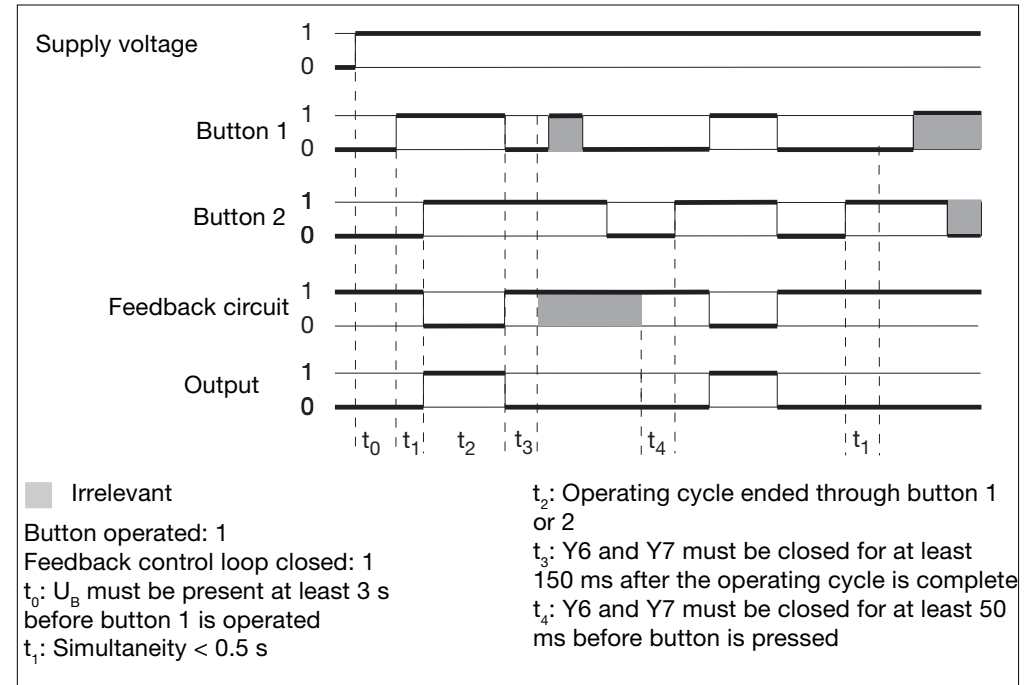 Supply voltage
1
0
Button 1
1
0
Button 2
1
0
Feedback circuit
1
0
Output
1
0
t0 t1 t2 t3 t4 t1
Irrelevant
Button operated: 1
Feedback control loop closed: 1
t0: UB must be present at least 3 s
before button 1 is operated
t1: Simultaneity < 0.5 s
t2: Operating cycle ended through button 1
or 2
t3: Y6 and Y7 must be closed for at least
150 ms after the operating cycle is complete
t4: Y6 and Y7 must be closed for at least 50
ms before button is pressed